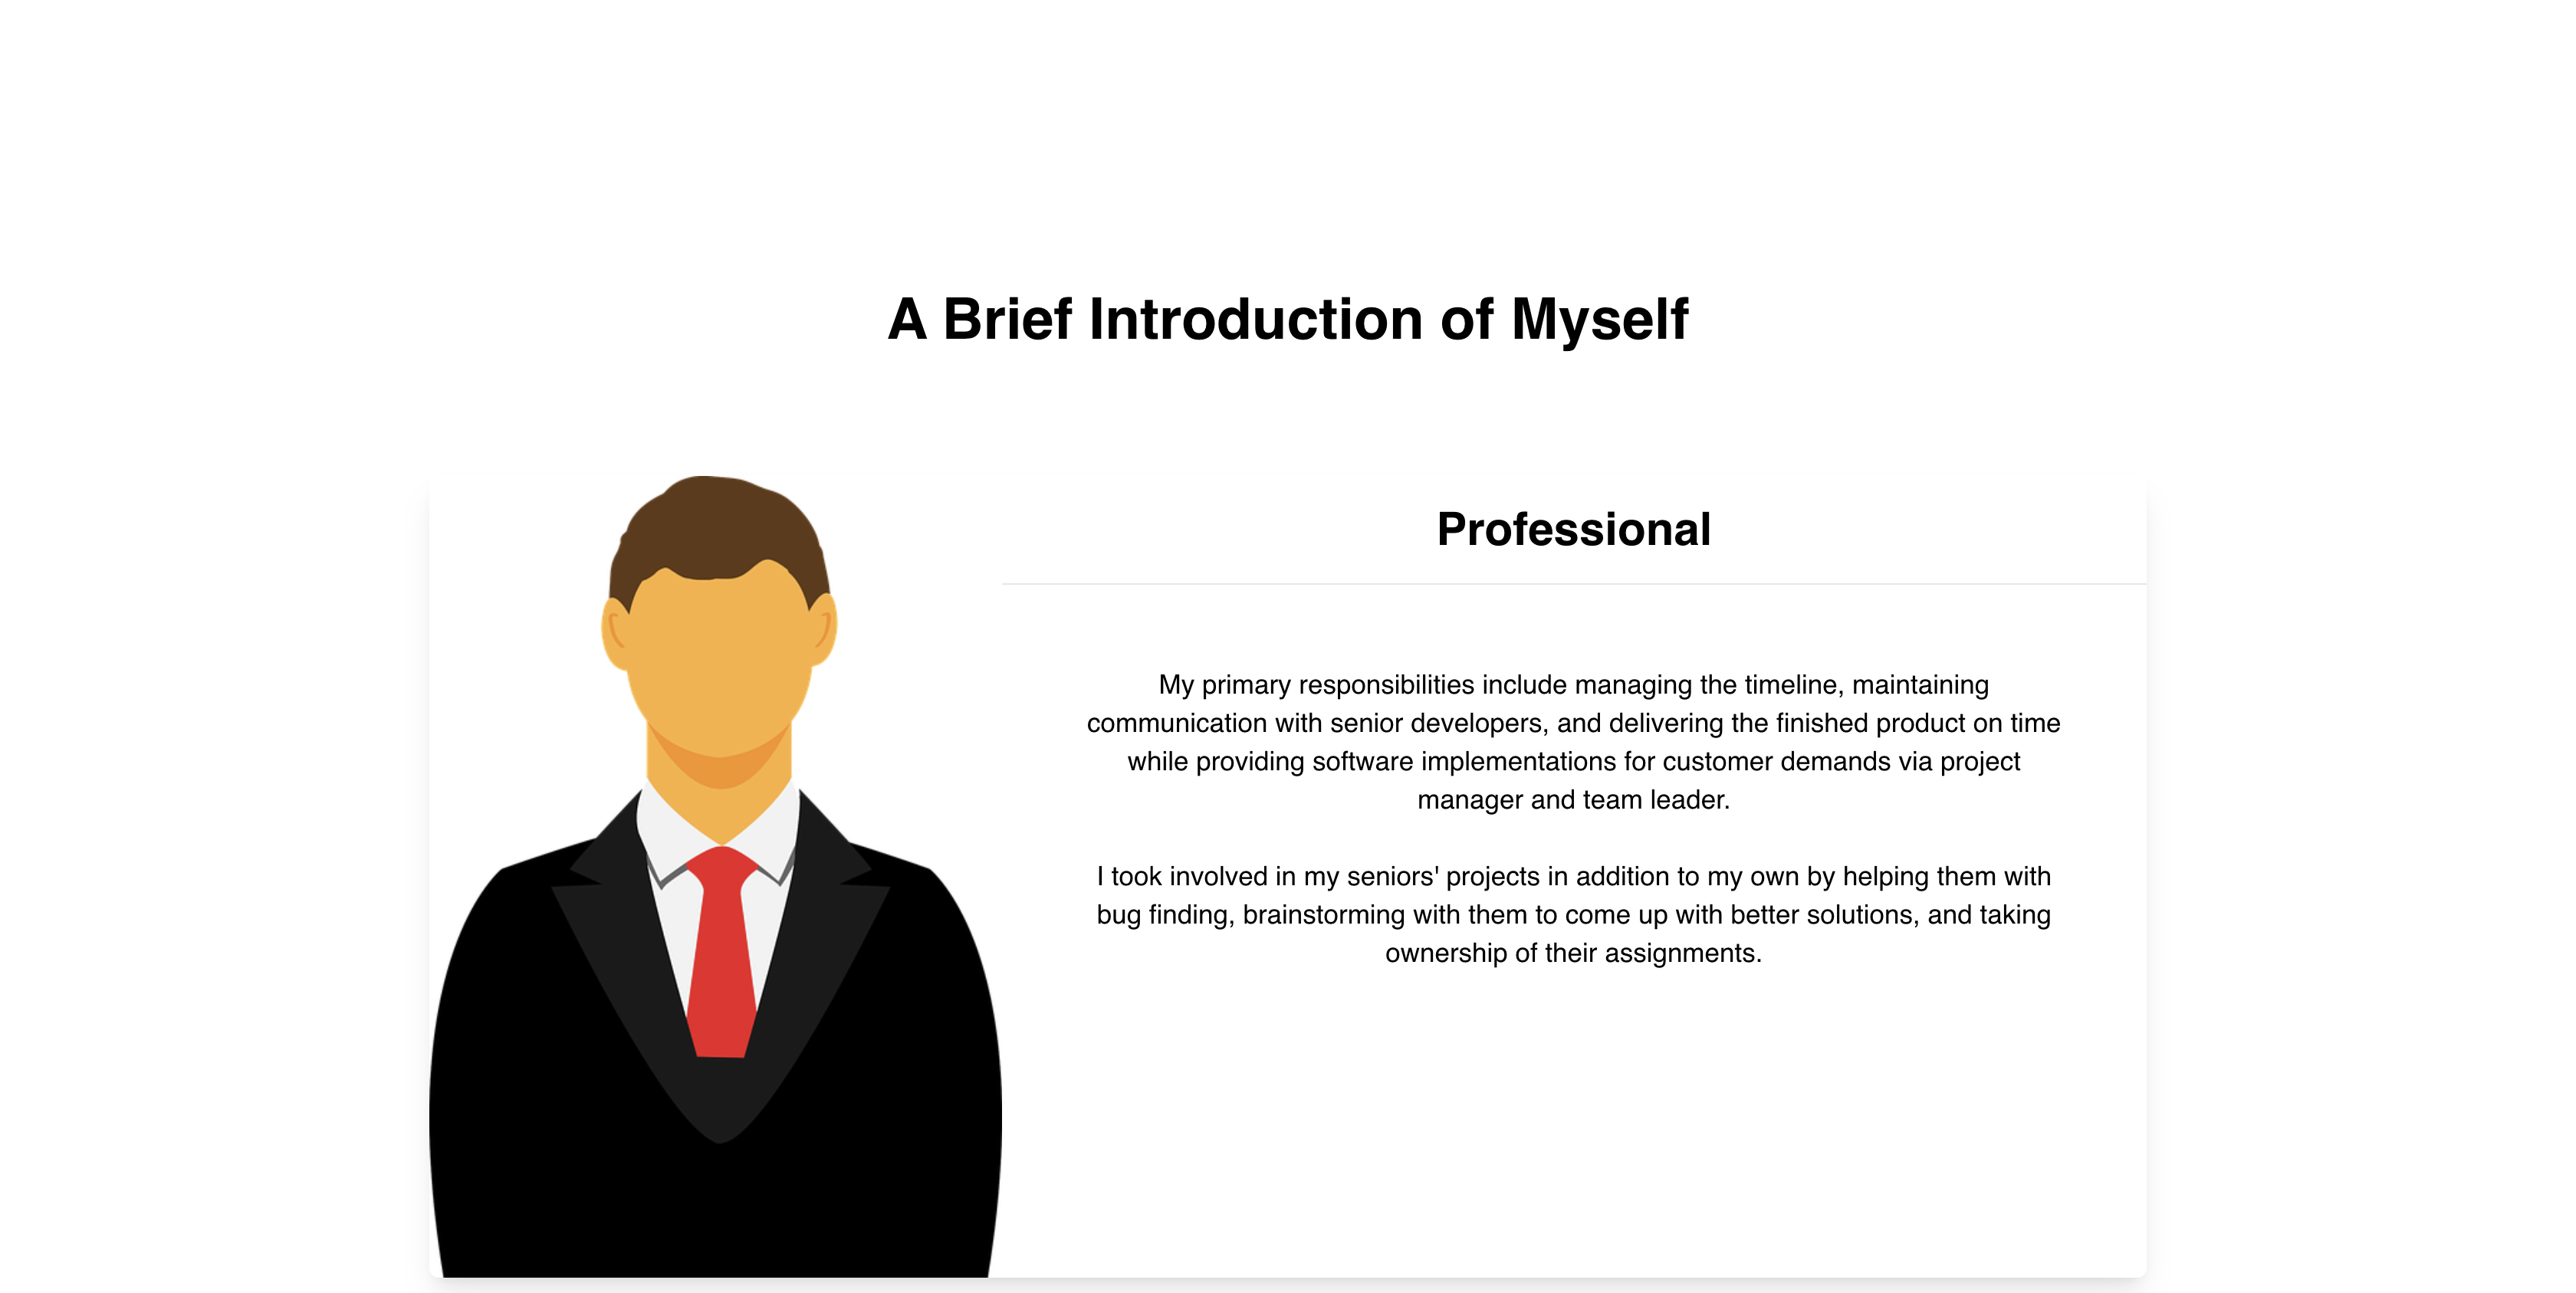 A Brief Introduction of Myself
Professional
My primary responsibilities include managing the timeline, maintaining
communication with senior developers, and delivering the finished product on time
while providing software implementations for customer demands via project
manager and team leader.
I took involved in my seniors' projects in addition to my own by helping them with
bug finding, brainstorming with them to come up with better solutions, and taking
ownership of their assignments.